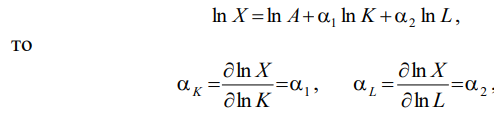 ln X = ln A + α₁ ln K + α₂ ln L ,
то
α_K = ∂ln X / ∂ln K = α₁ , α_L = ∂ln X / ∂ln L = α₂ ,